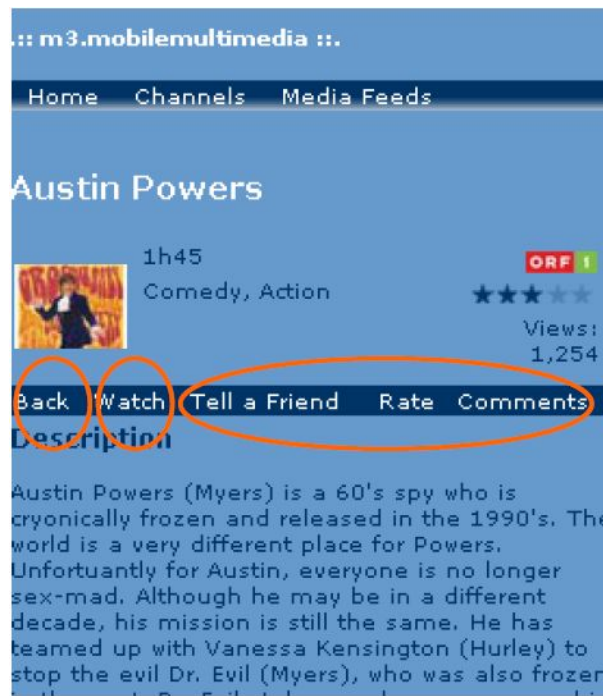 .:: m3.mobilemultimedia ::.
Home Channels Media Feeds
Austin Powers
1h45
ORF 1
Comedy, Action
Views:
1,254
Back Watch Tell a Friend Rate Comments
Description
Austin Powers (Myers) is a 60's spy who is
cryonically frozen and released in the 1990's. The
world is a very different place for Powers.
Unfortuantly for Austin, everyone is no longer
sex-mad. Although he may be in a different
decade, his mission is still the same. He has
teamed up with Vanessa Kensington (Hurley) to
stop the evil Dr. Evil (Myers), who was also frozen